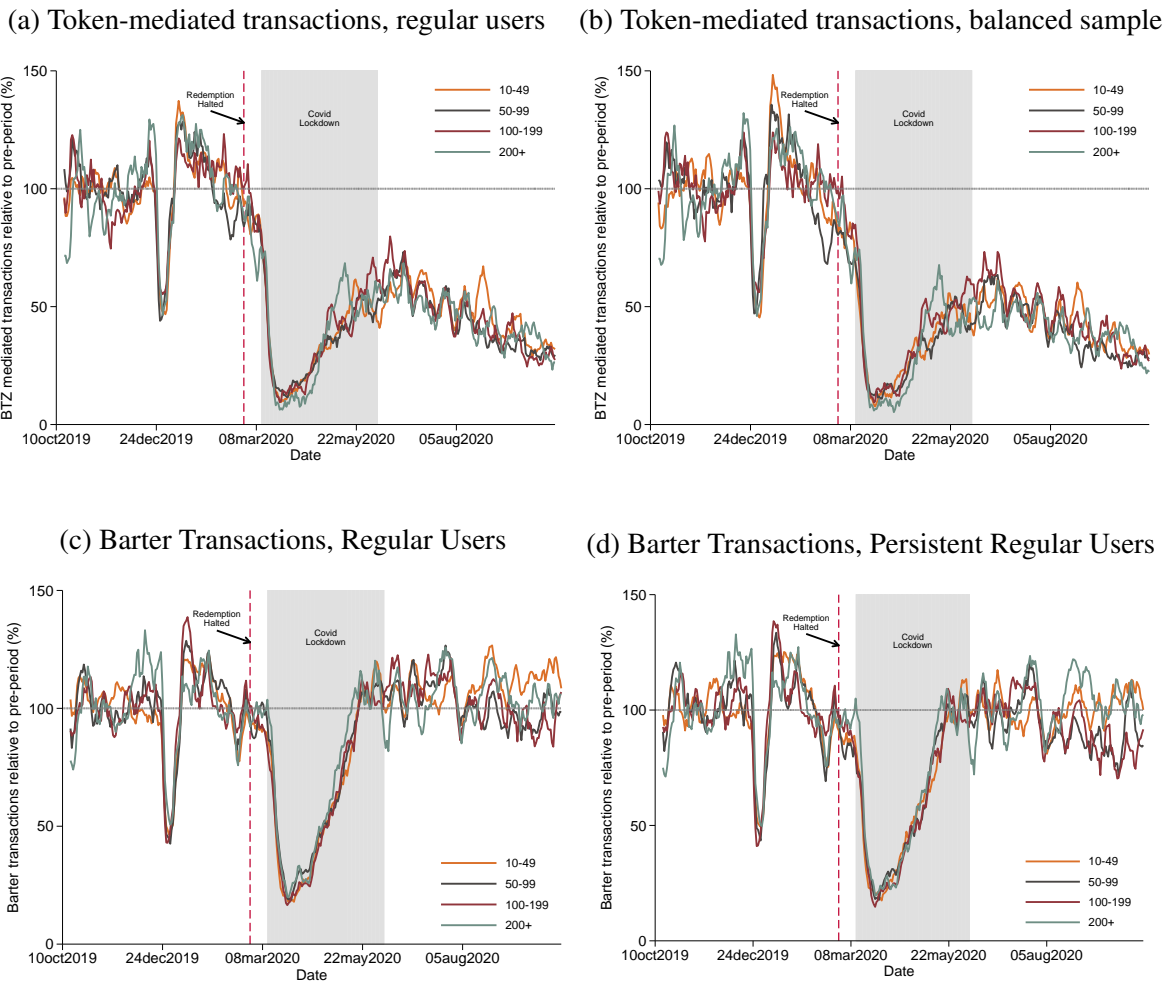 (a) Token-mediated transactions, regular users
BTZ mediated transactions relative to pre-period (%)
150
100
50
0
Redemption
Halted
Covid
Lockdown
10-49
50-99
100-199
200+
10oct2019
24dec2019
08mar2020
22may2020
05aug2020
Date
(b) Token-mediated transactions, balanced sample
BTZ mediated transactions relative to pre-period (%)
150
100
50
0
Redemption
Halted
Covid
Lockdown
10-49
50-99
100-199
200+
10oct2019
24dec2019
08mar2020
22may2020
05aug2020
Date
(c) Barter Transactions, Regular Users
Barter transactions relative to pre-period (%)
150
100
50
0
Redemption
Halted
Covid
Lockdown
10-49
50-99
100-199
200+
10oct2019
24dec2019
08mar2020
22may2020
05aug2020
Date
(d) Barter Transactions, Persistent Regular Users
Barter transactions relative to pre-period (%)
150
100
50
0
Redemption
Halted
Covid
Lockdown
10-49
50-99
100-199
200+
10oct2019
24dec2019
08mar2020
22may2020
05aug2020
Date